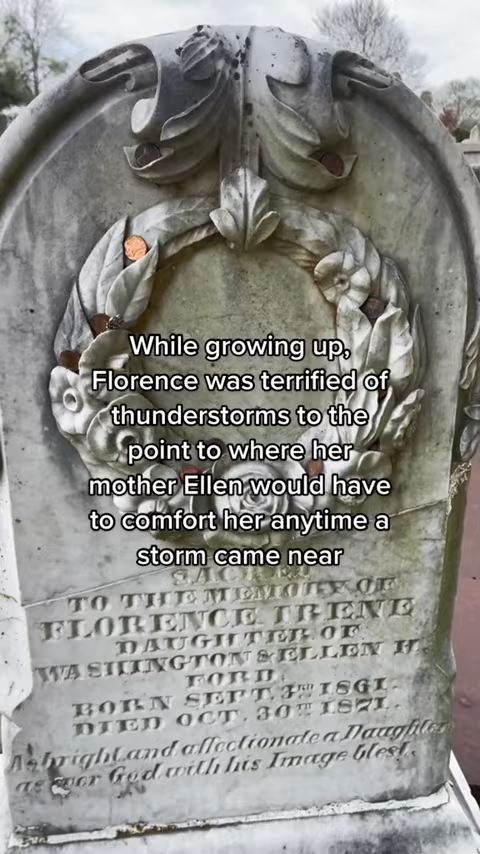 While growing up,
Florence was terrified of
thunderstorms to the
point to where her
mother Ellen would have
to comfort her anytime a
storm came near
SACRED
TO THE MEMORY OF
FLORENCE IRENE
DAUGHTER OF
WASHINGTON & ELLEN H.
FORD.
BORN SEPT. 3RD 1861.
DIED OCT. 30TH 1871.
As bright and affectionate a Daughter
as ever God with his Image blest.